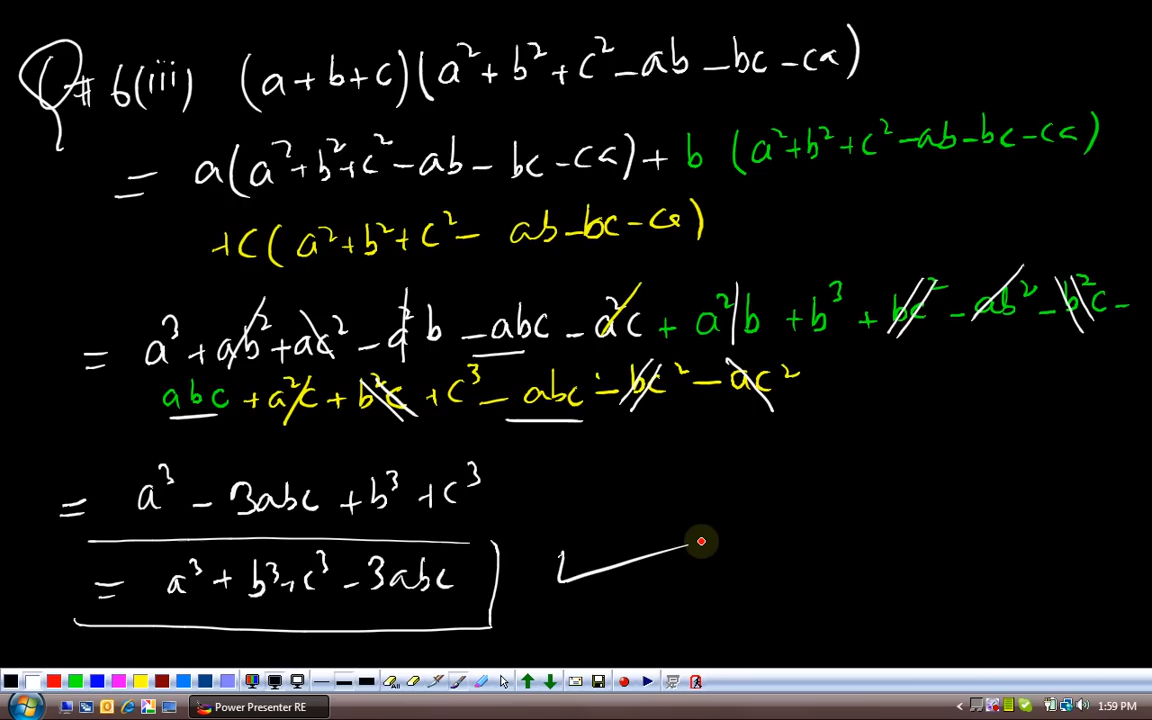 Q# 6(iii) (a+b+c)(a²+b²+c²-ab-bc-ca)
= a(a²+b²+c²-ab-bc-ca)+ b (a²+b²+c²-ab-bc-ca)
+c(a²+b²+c²- ab-bc-ca)
= a³+ab²+ac²-a²b-abc-a²c + a²b +b³+bc²-ab²-b²c-
abc+a²c+b²c+c³-abc-bc²-ac²
= a³-3abc+b³+c³
= a³+b³+c³-3abc
All
Power Presenter RE
1:59 PM